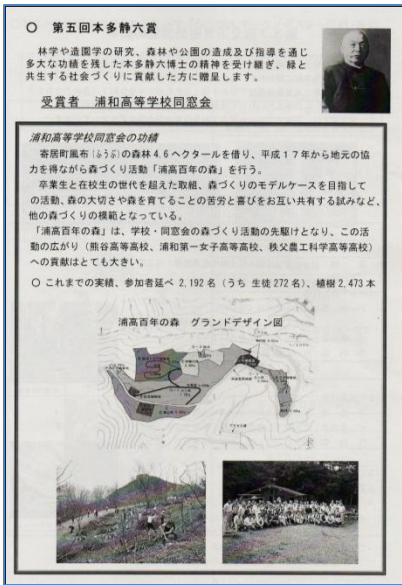 ○ 第五回本多静六賞
林学や造園学の研究、森林や公園の造成及び指導を通じ
多大な功績を残した本多静六博士の精神を受け継ぎ、緑と
共生する社会づくりに貢献した方に贈呈します。
受賞者 浦和高等学校同窓会
浦和高等学校同窓会の功績
寄居町風布(ふうぷ)の森林4.6ヘクタールを借り、平成17年から地元の協
力を得ながら森づくり活動「浦高百年の森」を行う。
卒業生と在校生の世代を超えた取組、森づくりのモデルケースを目指して
の活動、森の大切さや森を育てることの苦労と喜びをお互い共有する試みなど、
他の森づくりの模範となっている。
「浦高百年の森」は、学校・同窓会の森づくり活動の先駆けとなり、この活
動の広がり(熊谷高等学校、浦和第一女子高等学校、秩父農工科学高等学校)
への貢献はとても大きい。
○ これまでの実績、参加者延べ 2,192 名(うち 生徒 272 名)、植樹 2,473 本
浦高百年の森 グランドデザイン図